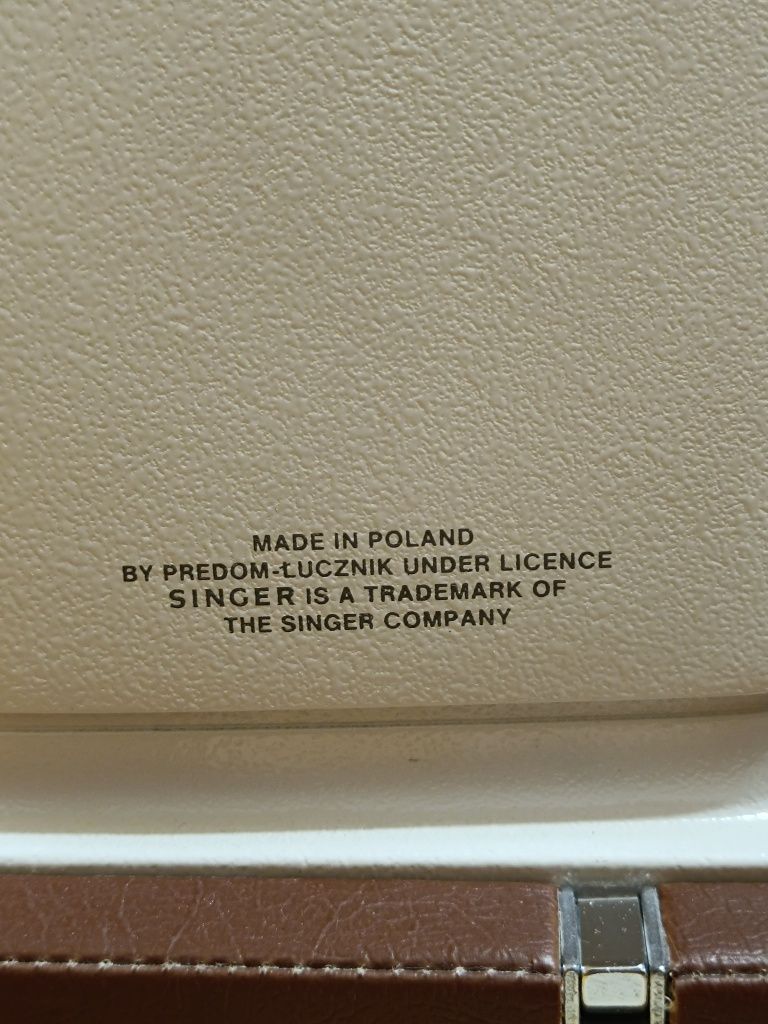 MADE IN POLAND
BY PREDOM-ŁUCZNIK UNDER LICENCE
SINGER IS A TRADEMARK OF
THE SINGER COMPANY